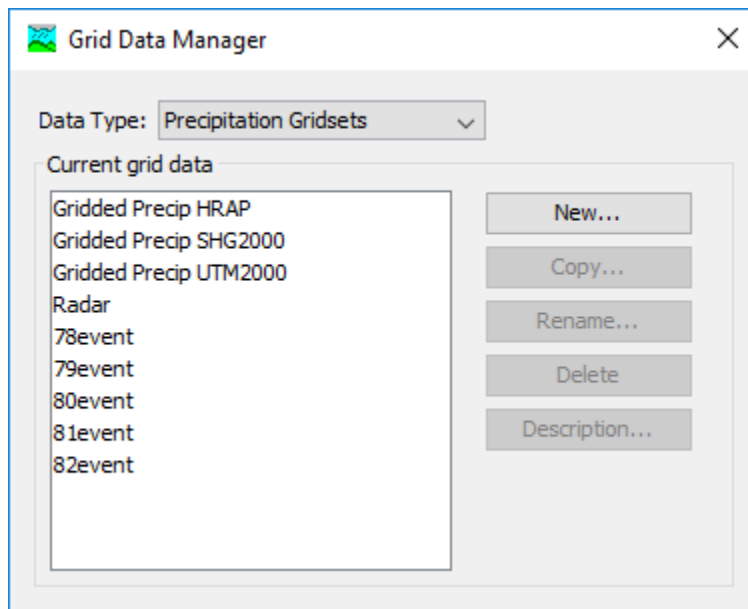 Grid Data Manager
Data Type: Precipitation Gridsets
Current grid data
Gridded Precip HRAP
Gridded Precip SHG2000
Gridded Precip UTM2000
Radar
78event
79event
80event
81event
82event
New...
Copy...
Rename...
Delete
Description...